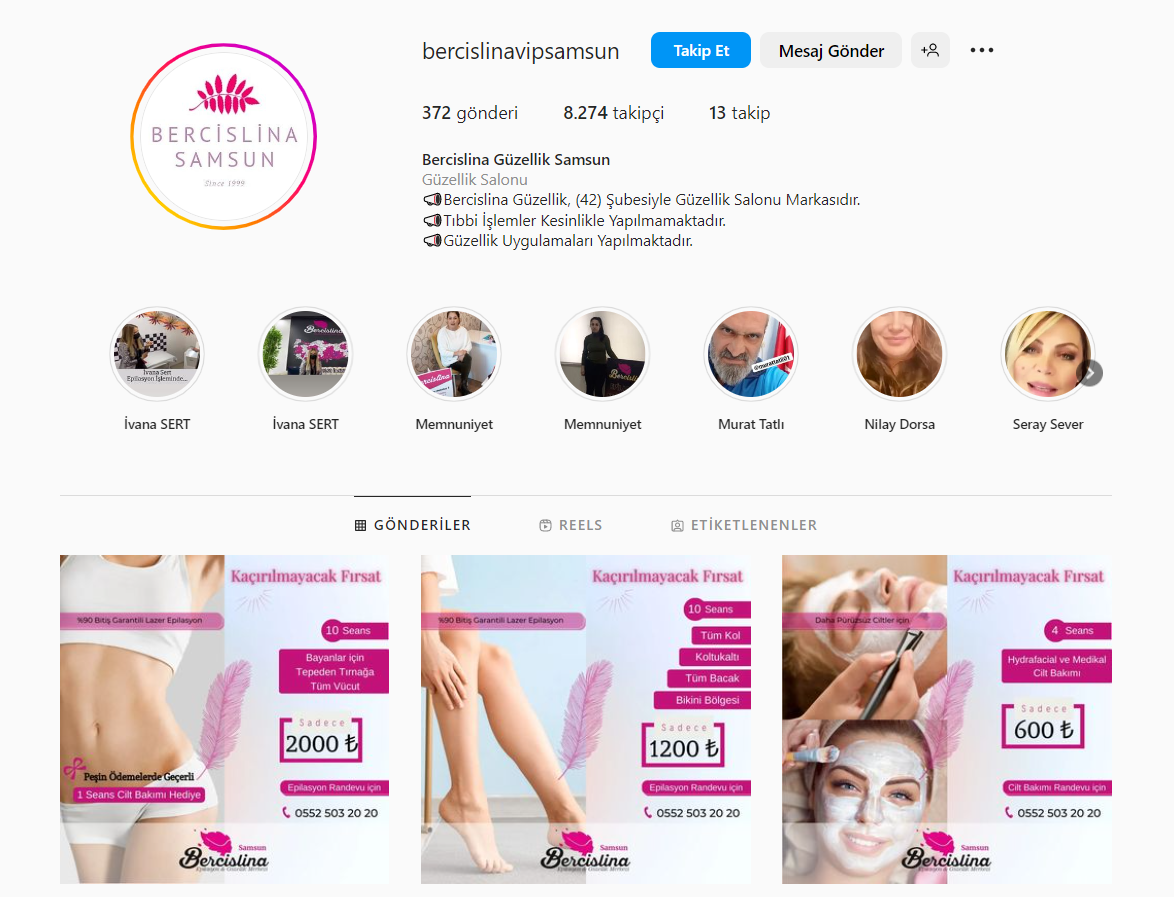 bercislinavipsamsun
Takip Et
Mesaj Gönder
BERCİSLİNA
SAMSUN
Since 1999
372 gönderi
8.274 takipçi
13 takip
Bercislina Güzellik Samsun
Güzellik Salonu
Bercislina Güzellik, (42) Şubesiyle Güzellik Salonu Markasıdır.
Tıbbi İşlemler Kesinlikle Yapılmamaktadır.
Güzellik Uygulamaları Yapılmaktadır.
İvana Sert
Epilasyon İşleminde...
Bercislina
@murattatli01
İvana SERT
İvana SERT
Memnuniyet
Memnuniyet
Murat Tatlı
Nilay Dorsa
Seray Sever
GÖNDERİLER
REELS
ETİKETLENENLER
Kaçırılmayacak Fırsat
%90 Bitiş Garantili Lazer Epilasyon
10 Seans
Bayanlar için
Tepeden Tırnağa
Tüm Vücut
Sadece
2000 ₺
Peşin Ödemelerde Geçerli
1 Seans Cilt Bakımı Hediye
Epilasyon Randevu için
0552 503 20 20
Samsun
Bercislina
Epilasyon & Güzellik Merkezi
Kaçırılmayacak Fırsat
%90 Bitiş Garantili Lazer Epilasyon
10 Seans
Tüm Kol
Koltukaltı
Tüm Bacak
Bikini Bölgesi
Sadece
1200 ₺
Epilasyon Randevu için
0552 503 20 20
Samsun
Bercislina
Epilasyon & Güzellik Merkezi
Kaçırılmayacak Fırsat
Daha Pürüzsüz Ciltler için
4 Seans
Hydrafacial ve Medikal
Cilt Bakımı
Sadece
600 ₺
Cilt Bakımı Randevu için
0552 503 20 20
Samsun
Bercislina
Epilasyon & Güzellik Merkezi